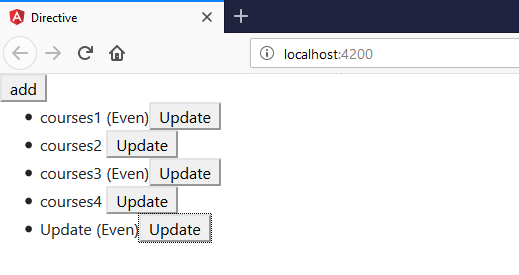 Directive
localhost:4200
add
courses1 (Even) Update
courses2 Update
courses3 (Even) Update
courses4 Update
Update (Even) Update